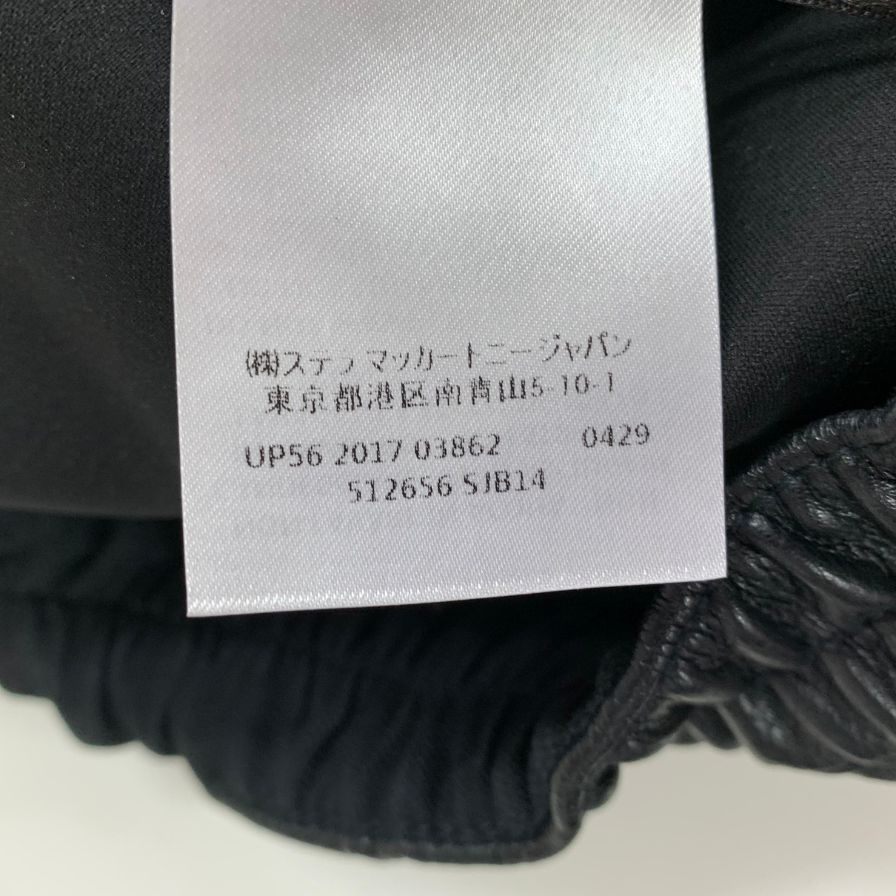 (株)ステラ マッカートニー ジャパン
東京都港区南青山5-10-1
UP56 2017 03862 0429
512656 SJB14